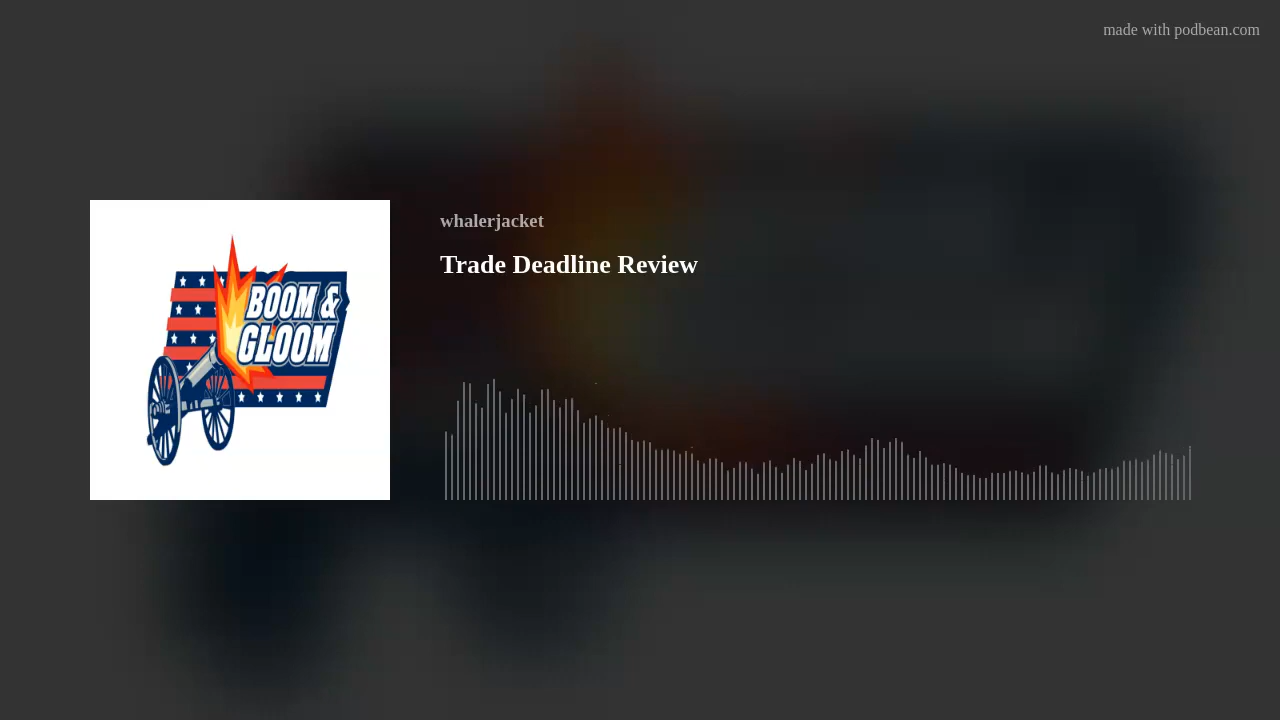 made with podbean.com
whalerjacket
Trade Deadline Review
BOOM &
GLOOM